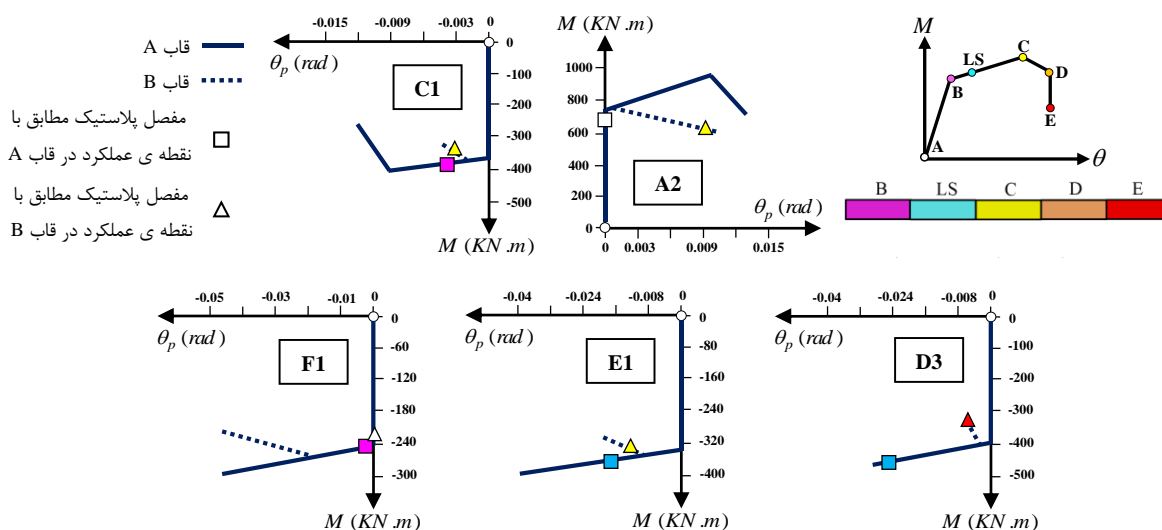 قاب A
قاب B
مفصل پلاستیک مطابق با
نقطه ی عملکرد در قاب A
مفصل پلاستیک مطابق با
نقطه ی عملکرد در قاب B
-0.015 -0.009 -0.003 0
θp (rad)
C1
0
-100
-200
-300
-400
-500
M (KN .m)
M (KN .m)
1000
800
600
400
200
0
A2
θp (rad)
0 0.003 0.009 0.015
M
A
B
LS
C
D
E
θ
B LS C D E
-0.05 -0.03 -0.01 0
θp (rad)
F1
0
-60
-120
-180
-240
-300
M (KN .m)
-0.04 -0.024 -0.008 0
θp (rad)
E1
0
-80
-160
-240
-320
-400
M (KN .m)
-0.04 -0.024 -0.008 0
θp (rad)
D3
0
-100
-200
-300
-400
-500
M (KN .m)